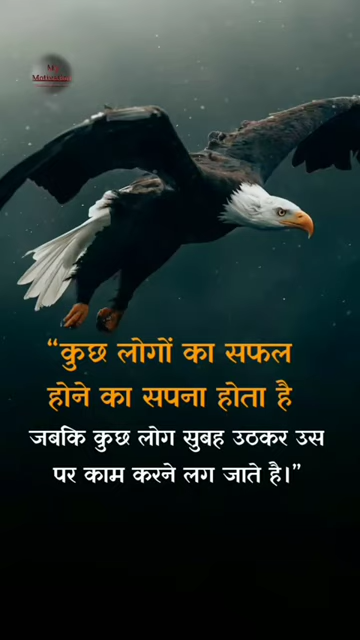 “कुछ लोगों का सफल
होने का सपना होता है
जबकि कुछ लोग सुबह उठकर उस
पर काम करने लग जाते है।”